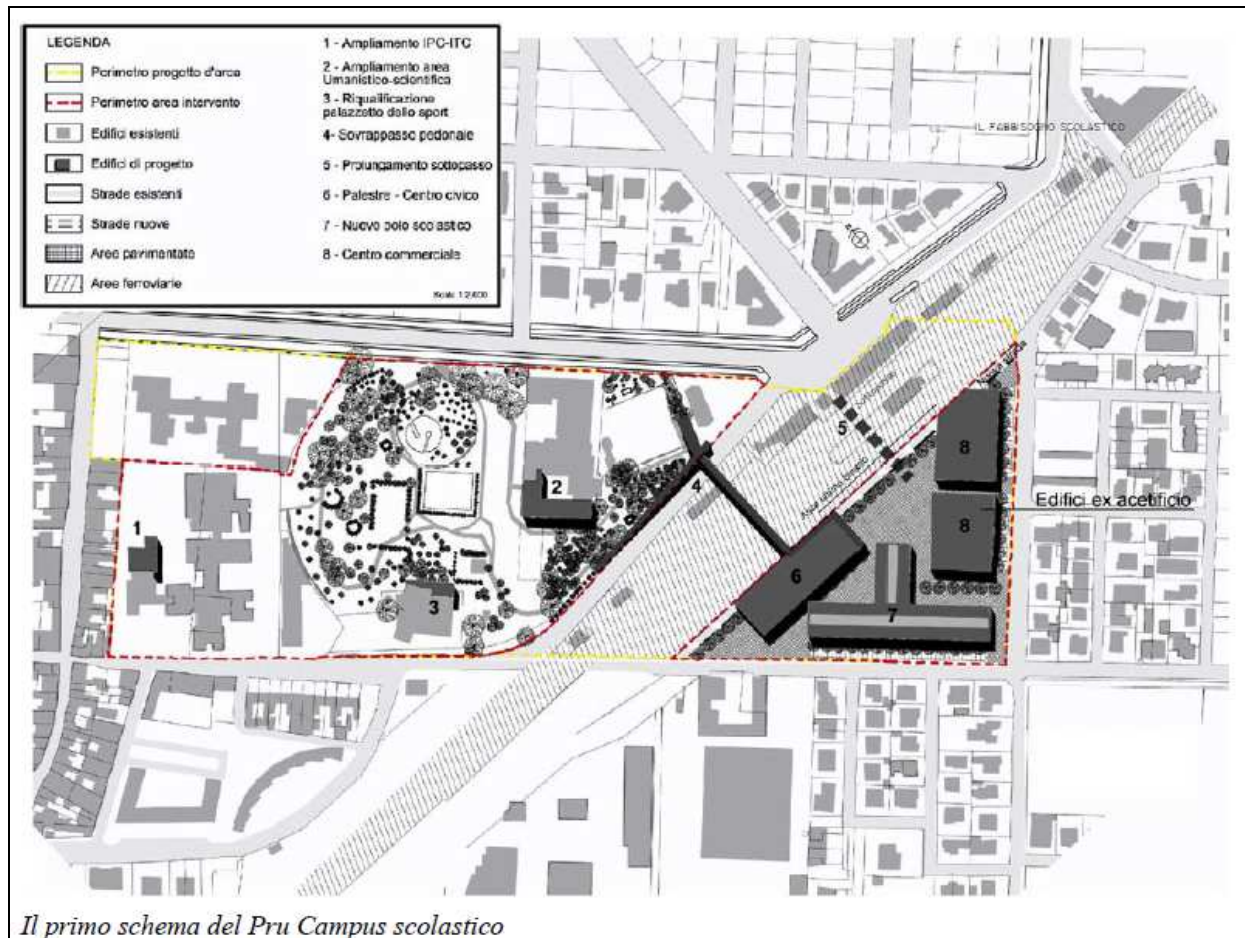 LEGENDA
Perimetro progetto d'area
Perimetro area intervento
Edifici esistenti
Edifici di progetto
Strade esistenti
Strade nuove
Aree pavimentate
Aree ferroviarie
1 - Ampliamento IPC-ITC
2 - Ampliamento area
Umanistico-scientifica
3 - Riqualificazione
palazzetto dello sport
4- Sovrappasso pedonale
5 - Prolungamento sottopasso
6 - Palestre - Centro civico
7 - Nuovo polo scolastico
8 - Centro commerciale
IL FABBISOGNO SCOLASTICO
1
2
3
4
5
6
7
8
8
Edifici ex acetificio
Il primo schema del Pru Campus scolastico